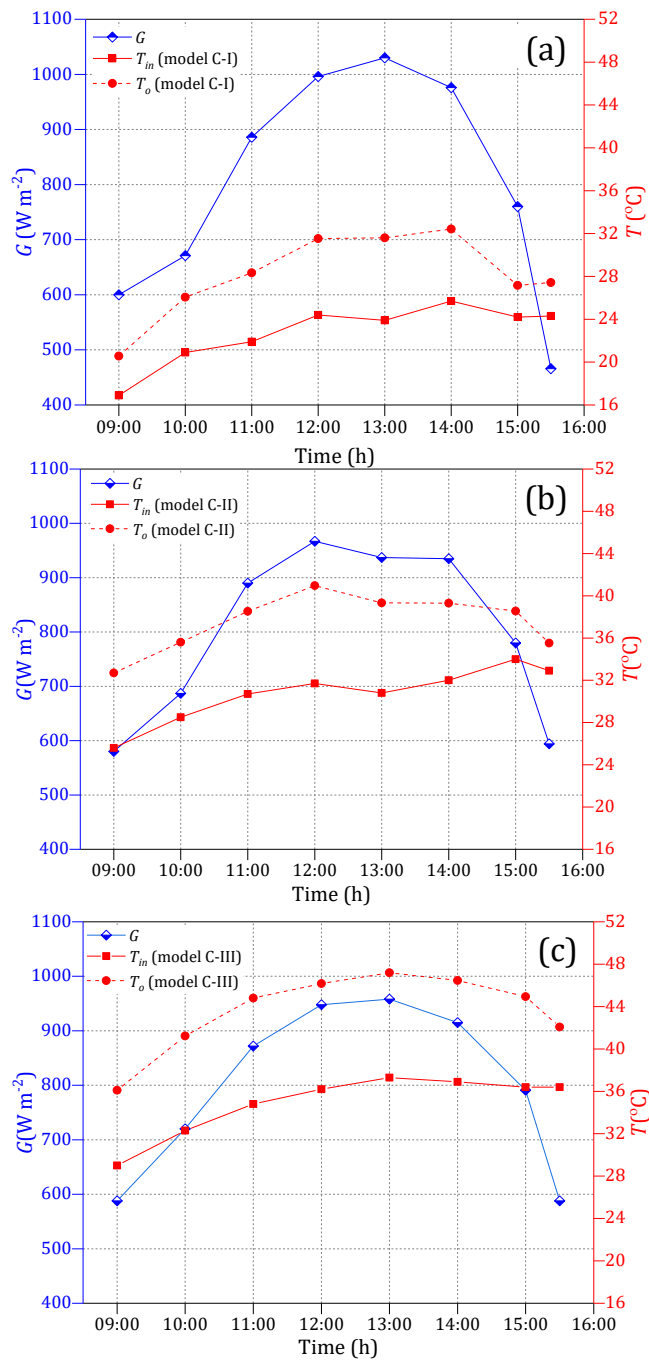 (a)
G
T_in (model C-I)
T_o (model C-I)
1100
1000
900
800
700
600
500
400
G (W m⁻²)
52
48
44
40
36
32
28
24
20
16
T (°C)
09:00 10:00 11:00 12:00 13:00 14:00 15:00 16:00
Time (h)
(b)
G
T_in (model C-II)
T_o (model C-II)
1100
1000
900
800
700
600
500
400
G(W m⁻²)
52
48
44
40
36
32
28
24
20
16
T(°C)
09:00 10:00 11:00 12:00 13:00 14:00 15:00 16:00
Time (h)
(c)
G
T_in (model C-III)
T_o (model C-III)
1100
1000
900
800
700
600
500
400
G(W m⁻²)
52
48
44
40
36
32
28
24
20
16
T(°C)
09:00 10:00 11:00 12:00 13:00 14:00 15:00 16:00
Time (h)